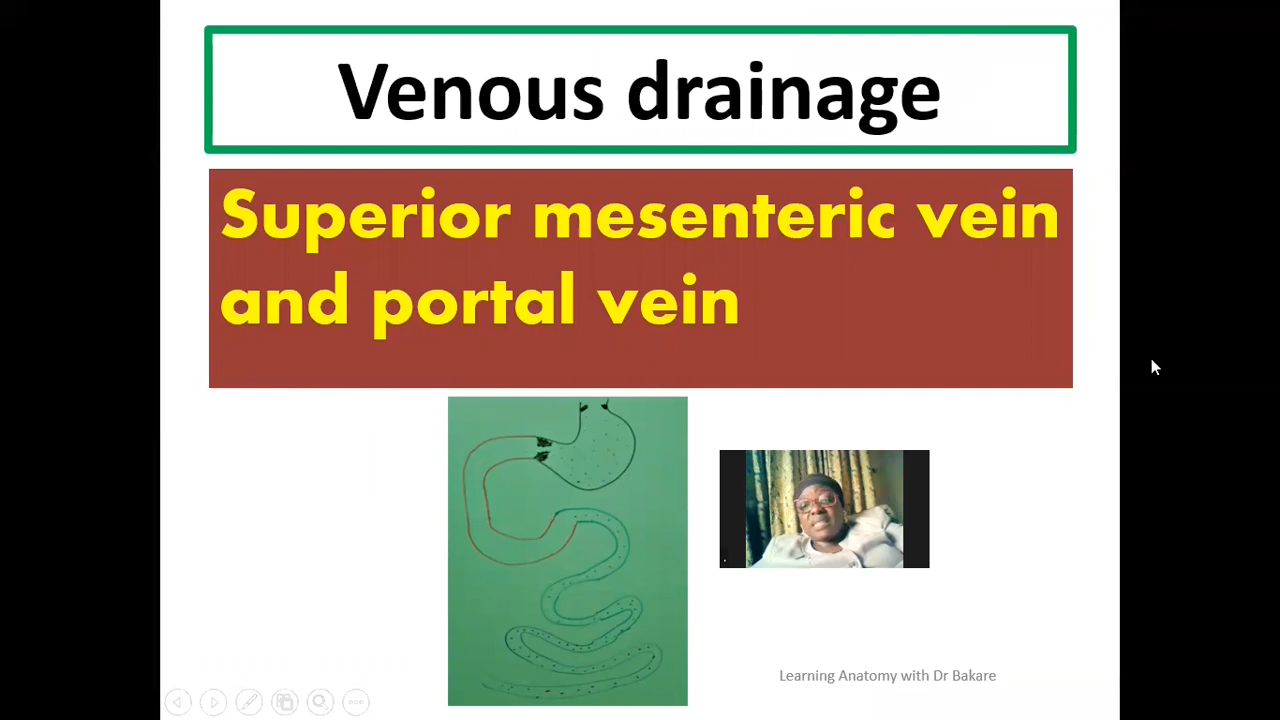 Venous drainage
Superior mesenteric vein
and portal vein
Learning Anatomy with Dr Bakare